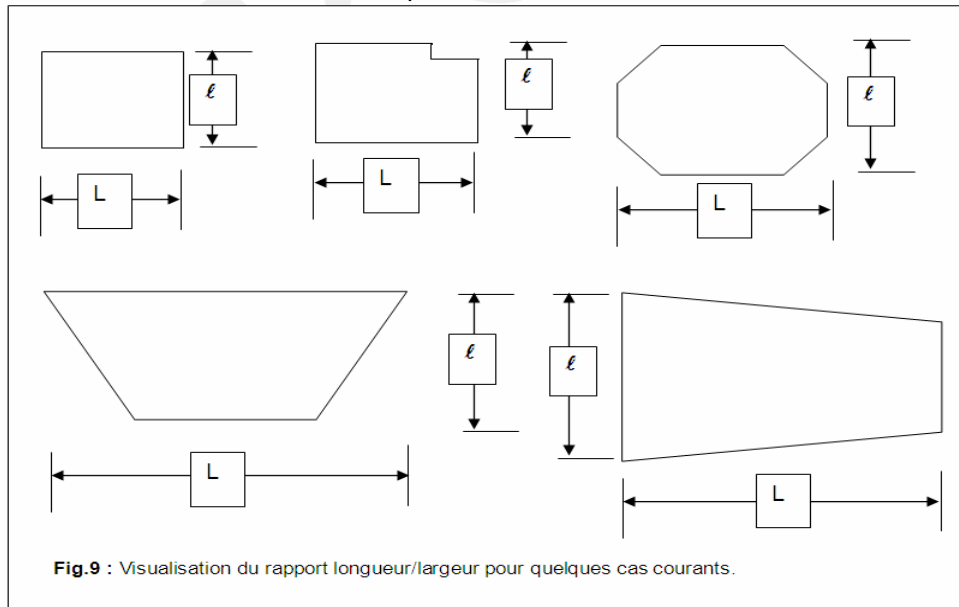 ℓ
ℓ
ℓ
L
L
L
ℓ
ℓ
L
L
Fig.9 : Visualisation du rapport longueur/largeur pour quelques cas courants.